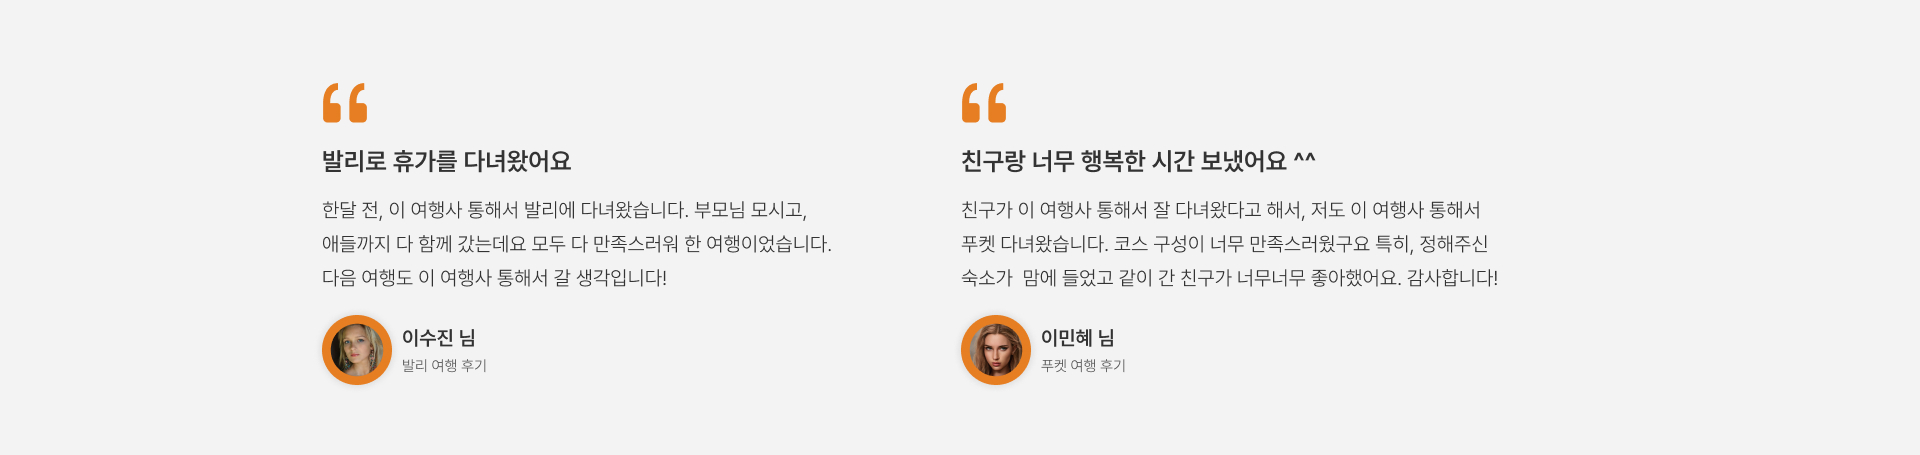 발리로 휴가를 다녀왔어요
한달 전, 이 여행사 통해서 발리에 다녀왔습니다. 부모님 모시고,
애들까지 다 함께 갔는데요 모두 다 만족스러워 한 여행이었습니다.
다음 여행도 이 여행사 통해서 갈 생각입니다!
이수진 님
발리 여행 후기
친구랑 너무 행복한 시간 보냈어요 ^^
친구가 이 여행사 통해서 잘 다녀왔다고 해서, 저도 이 여행사 통해서
푸켓 다녀왔습니다. 코스 구성이 너무 만족스러웠구요 특히, 정해주신
숙소가  맘에 들었고 같이 간 친구가 너무너무 좋아했어요. 감사합니다!
이민혜 님
푸켓 여행 후기